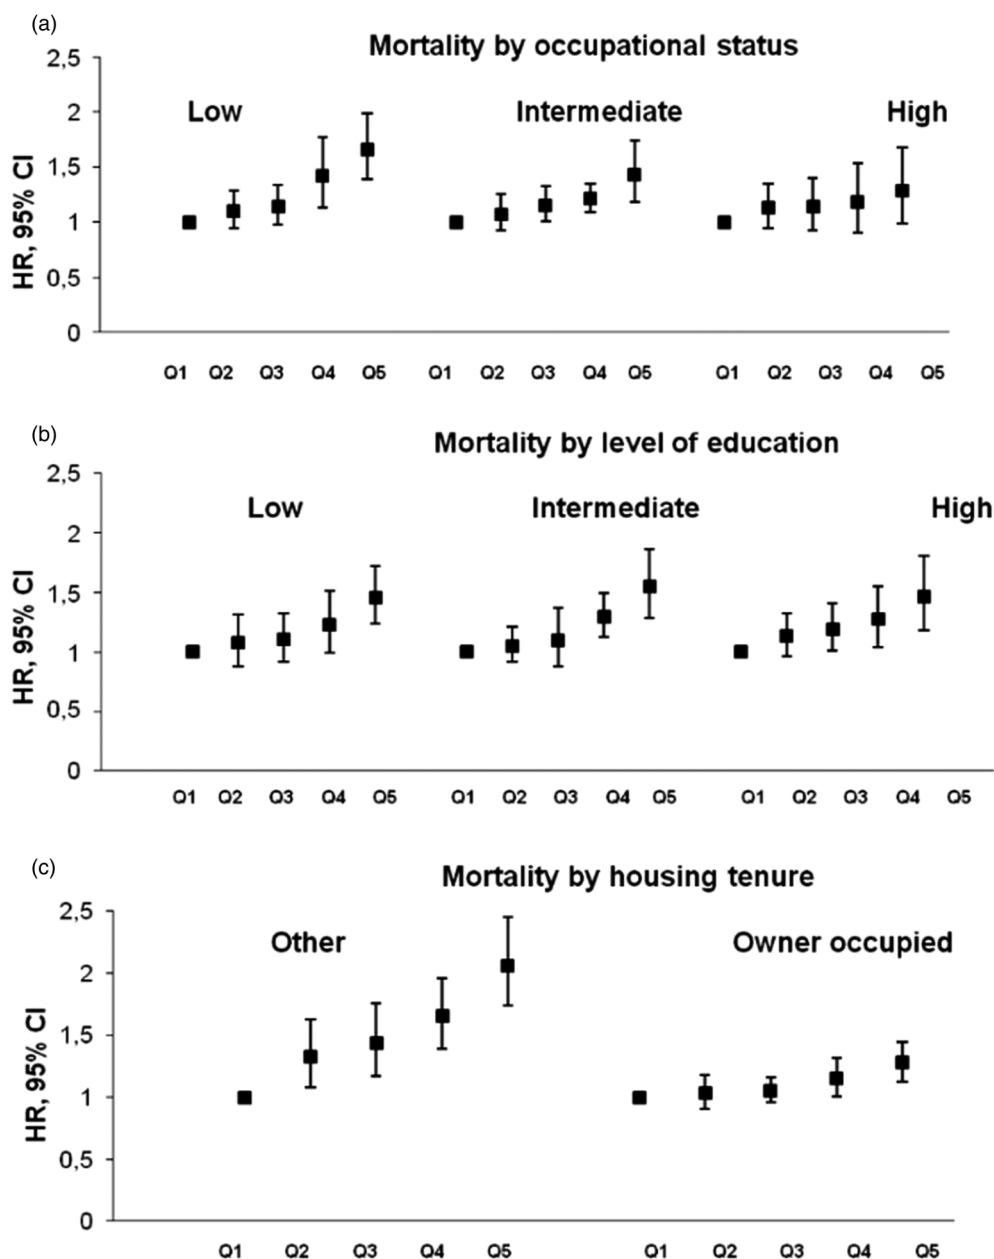 (a)
Mortality by occupational status
Low Intermediate High
HR, 95% CI
2,5
2
1,5
1
0,5
0
Q1 Q2 Q3 Q4 Q5 Q1 Q2 Q3 Q4 Q5 Q1 Q2 Q3 Q4 Q5
(b)
Mortality by level of education
Low Intermediate High
HR, 95% CI
2,5
2
1,5
1
0,5
0
Q1 Q2 Q3 Q4 Q5 Q1 Q2 Q3 Q4 Q5 Q1 Q2 Q3 Q4 Q5
(c)
Mortality by housing tenure
Other Owner occupied
HR, 95% CI
2,5
2
1,5
1
0,5
0
Q1 Q2 Q3 Q4 Q5 Q1 Q2 Q3 Q4 Q5